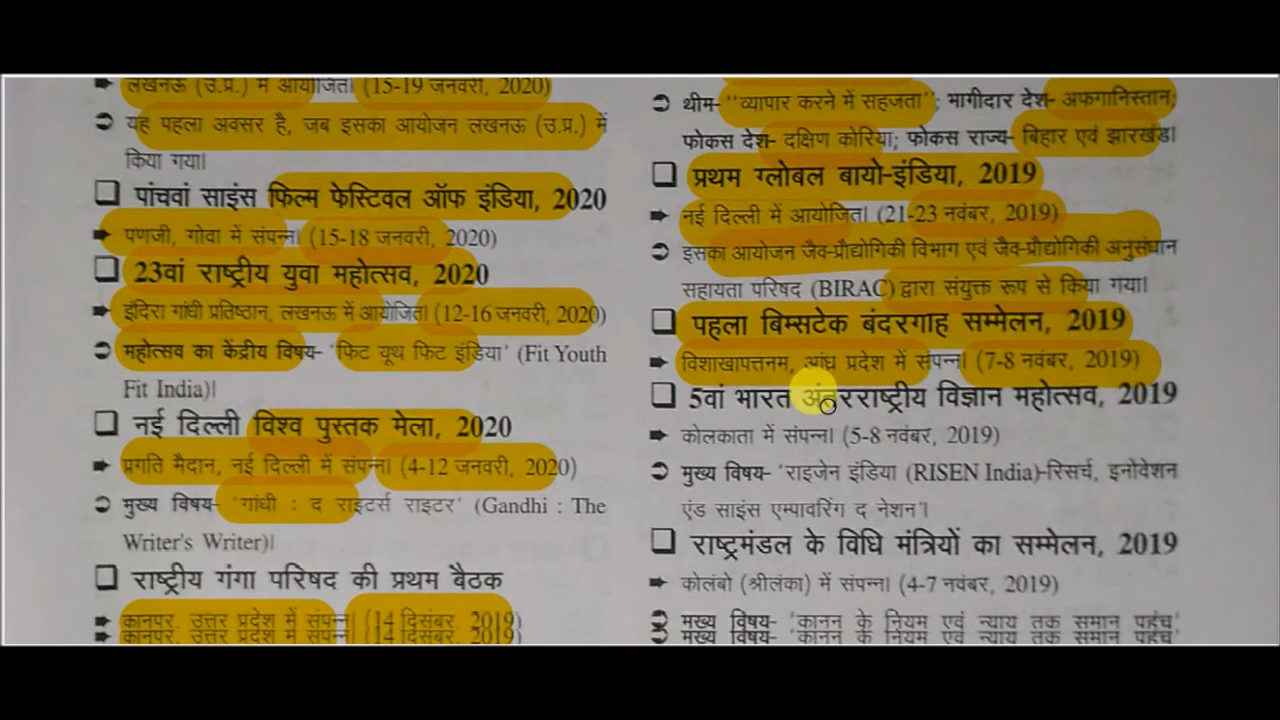 लखनऊ (उ.प्र.) में आयोजित। (15-19 जनवरी, 2020)
यह पहला अवसर है, जब इसका आयोजन लखनऊ (उ.प्र.) में
किया गया।
पांचवां साइंस फिल्म फेस्टिवल ऑफ इंडिया, 2020
पणजी, गोवा में संपन्न। (15-18 जनवरी, 2020)
23वां राष्ट्रीय युवा महोत्सव, 2020
इंदिरा गांधी प्रतिष्ठान, लखनऊ में आयोजित। (12-16 जनवरी, 2020)
महोत्सव का केंद्रीय विषय- 'फिट यूथ फिट इंडिया' (Fit Youth
Fit India)।
नई दिल्ली विश्व पुस्तक मेला, 2020
प्रगति मैदान, नई दिल्ली में संपन्न। (4-12 जनवरी, 2020)
मुख्य विषय- 'गांधी : द राइटर्स राइटर' (Gandhi : The
Writer's Writer)।
राष्ट्रीय गंगा परिषद की प्रथम बैठक
कानपुर, उत्तर प्रदेश में संपन्न। (14 दिसंबर, 2019)
थीम- ''व्यापार करने में सहजता''; भागीदार देश- अफगानिस्तान;
फोकस देश- दक्षिण कोरिया; फोकस राज्य- बिहार एवं झारखंड।
प्रथम ग्लोबल बायो-इंडिया, 2019
नई दिल्ली में आयोजित। (21-23 नवंबर, 2019)
इसका आयोजन जैव-प्रौद्योगिकी विभाग एवं जैव-प्रौद्योगिकी अनुसंधान
सहायता परिषद (BIRAC) द्वारा संयुक्त रूप से किया गया।
पहला बिम्सटेक बंदरगाह सम्मेलन, 2019
विशाखापत्तनम, आंध्र प्रदेश में संपन्न। (7-8 नवंबर, 2019)
5वां भारत अंतरराष्ट्रीय विज्ञान महोत्सव, 2019
कोलकाता में संपन्न। (5-8 नवंबर, 2019)
मुख्य विषय- 'राइजेन इंडिया (RISEN India)-रिसर्च, इनोवेशन
एंड साइंस एम्पावरिंग द नेशन'।
राष्ट्रमंडल के विधि मंत्रियों का सम्मेलन, 2019
कोलंबो (श्रीलंका) में संपन्न। (4-7 नवंबर, 2019)
मुख्य विषय- 'कानून के नियम एवं न्याय तक समान पहुंच'